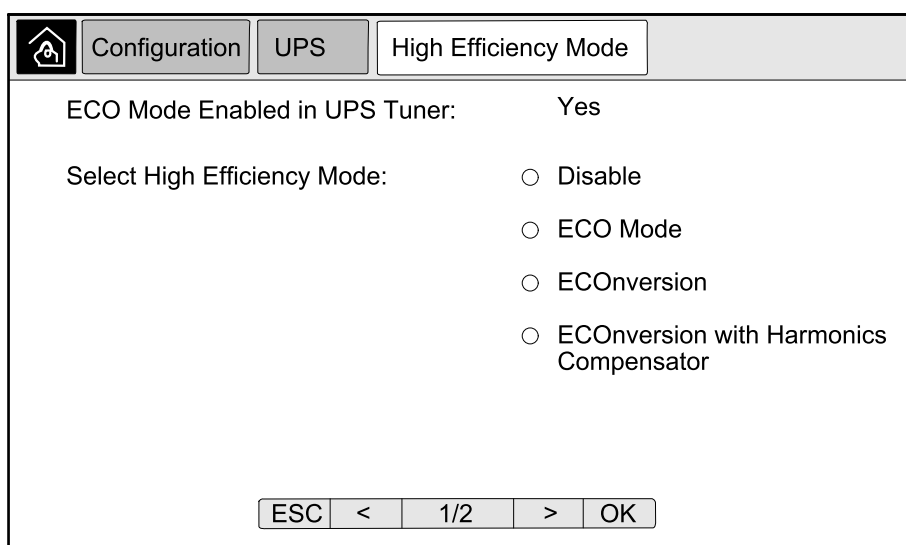 Configuration UPS High Efficiency Mode
ECO Mode Enabled in UPS Tuner: Yes
Select High Efficiency Mode: Disable
ECO Mode
ECOnversion
ECOnversion with Harmonics
Compensator
ESC < 1/2 > OK